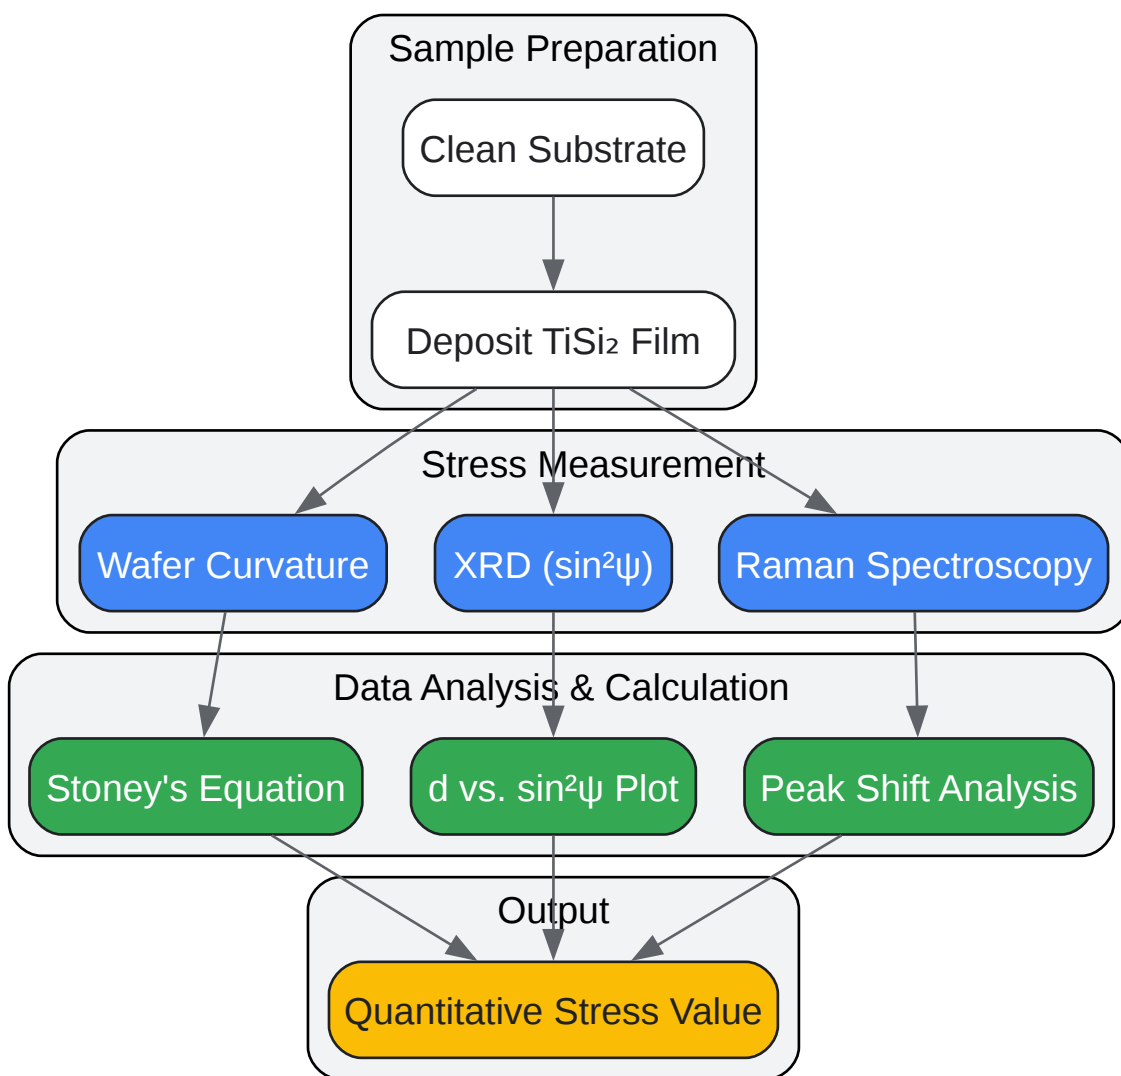 Sample Preparation
Clean Substrate
Deposit TiSi₂ Film
Stress Measurement
Wafer Curvature
XRD (sin²ψ)
Raman Spectroscopy
Data Analysis & Calculation
Stoney's Equation
d vs. sin²ψ Plot
Peak Shift Analysis
Output
Quantitative Stress Value